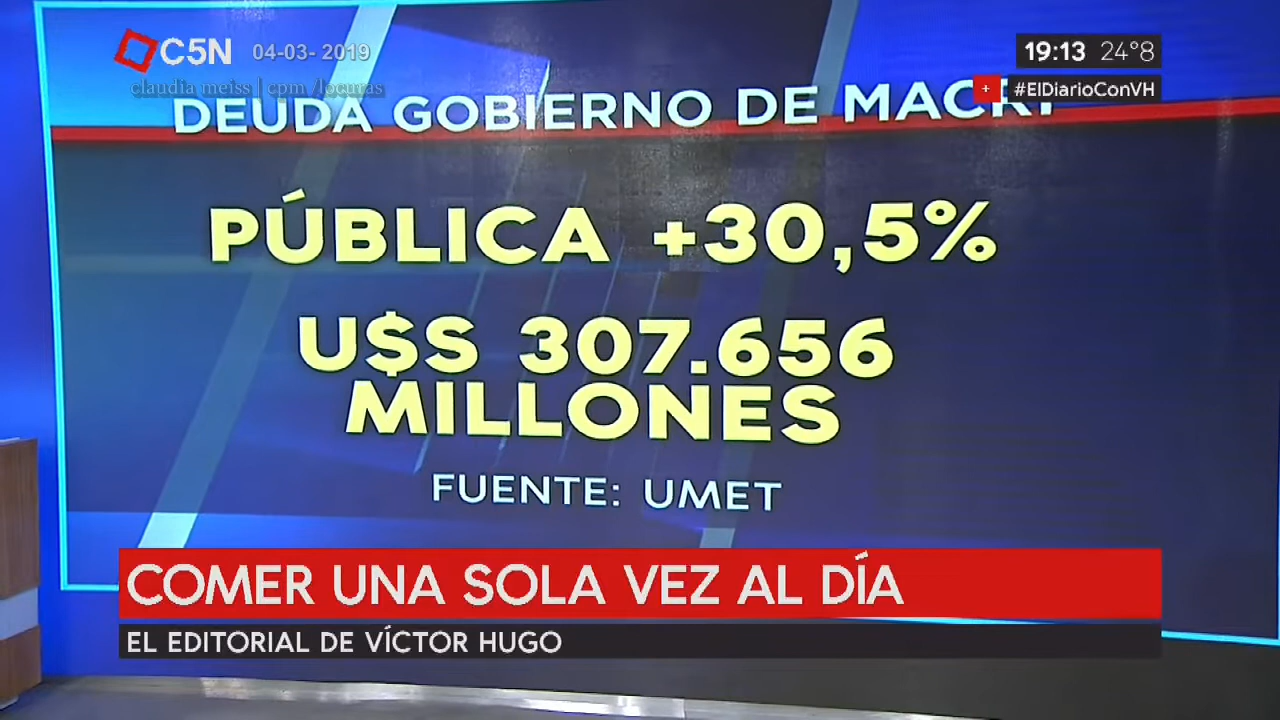 C5N 04-03- 2019
19:13 24°8
claudia meiss | cpm /locuras
+ #ElDiarioConVH
DEUDA GOBIERNO DE MACRI
PÚBLICA +30,5%
U$S 307.656
MILLONES
FUENTE: UMET
COMER UNA SOLA VEZ AL DÍA
EL EDITORIAL DE VÍCTOR HUGO